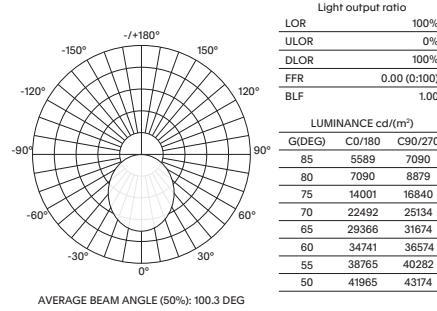 -/+180°
-150° 150°
-120° 120°
-90° 90°
-60° 60°
-30° 30°
0°
AVERAGE BEAM ANGLE (50%): 100.3 DEG
Light output ratio
LOR 100%
ULOR 0%
DLOR 100%
FFR 0.00 (0:100)
BLF 1.00
LUMINANCE cd/(m²)
G(DEG) C0/180 C90/270
85 5589 7090
80 7090 8879
75 14001 16840
70 22492 25134
65 29366 31674
60 34741 36574
55 38765 40282
50 41965 43174